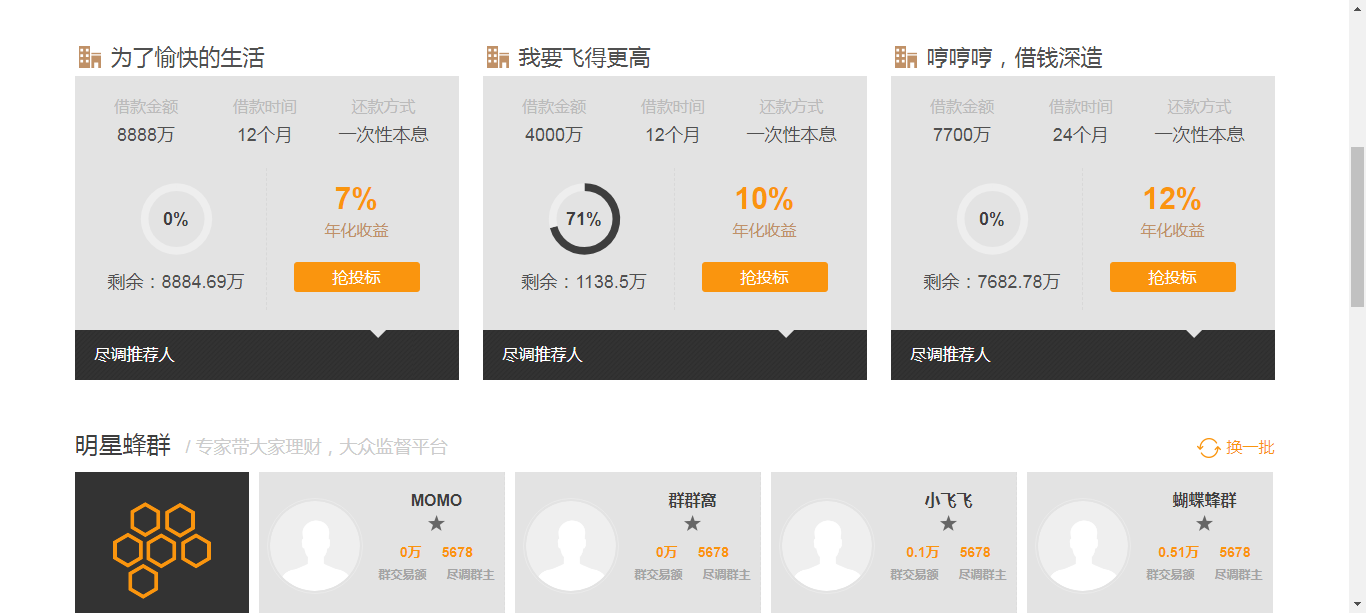 为了愉快的生活
借款金额 借款时间 还款方式
8888万 12个月 一次性本息
0%
7%
年化收益
剩余：8884.69万
抢投标
尽调推荐人
我要飞得更高
借款金额 借款时间 还款方式
4000万 12个月 一次性本息
71%
10%
年化收益
剩余：1138.5万
抢投标
尽调推荐人
哼哼哼，借钱深造
借款金额 借款时间 还款方式
7700万 24个月 一次性本息
0%
12%
年化收益
剩余：7682.78万
抢投标
尽调推荐人
明星蜂群 / 专家带大家理财，大众监督平台
换一批
MOMO
0万 5678
群交易额 尽调群主
群群窝
0万 5678
群交易额 尽调群主
小飞飞
0.1万 5678
群交易额 尽调群主
蝴蝶蜂群
0.51万 5678
群交易额 尽调群主